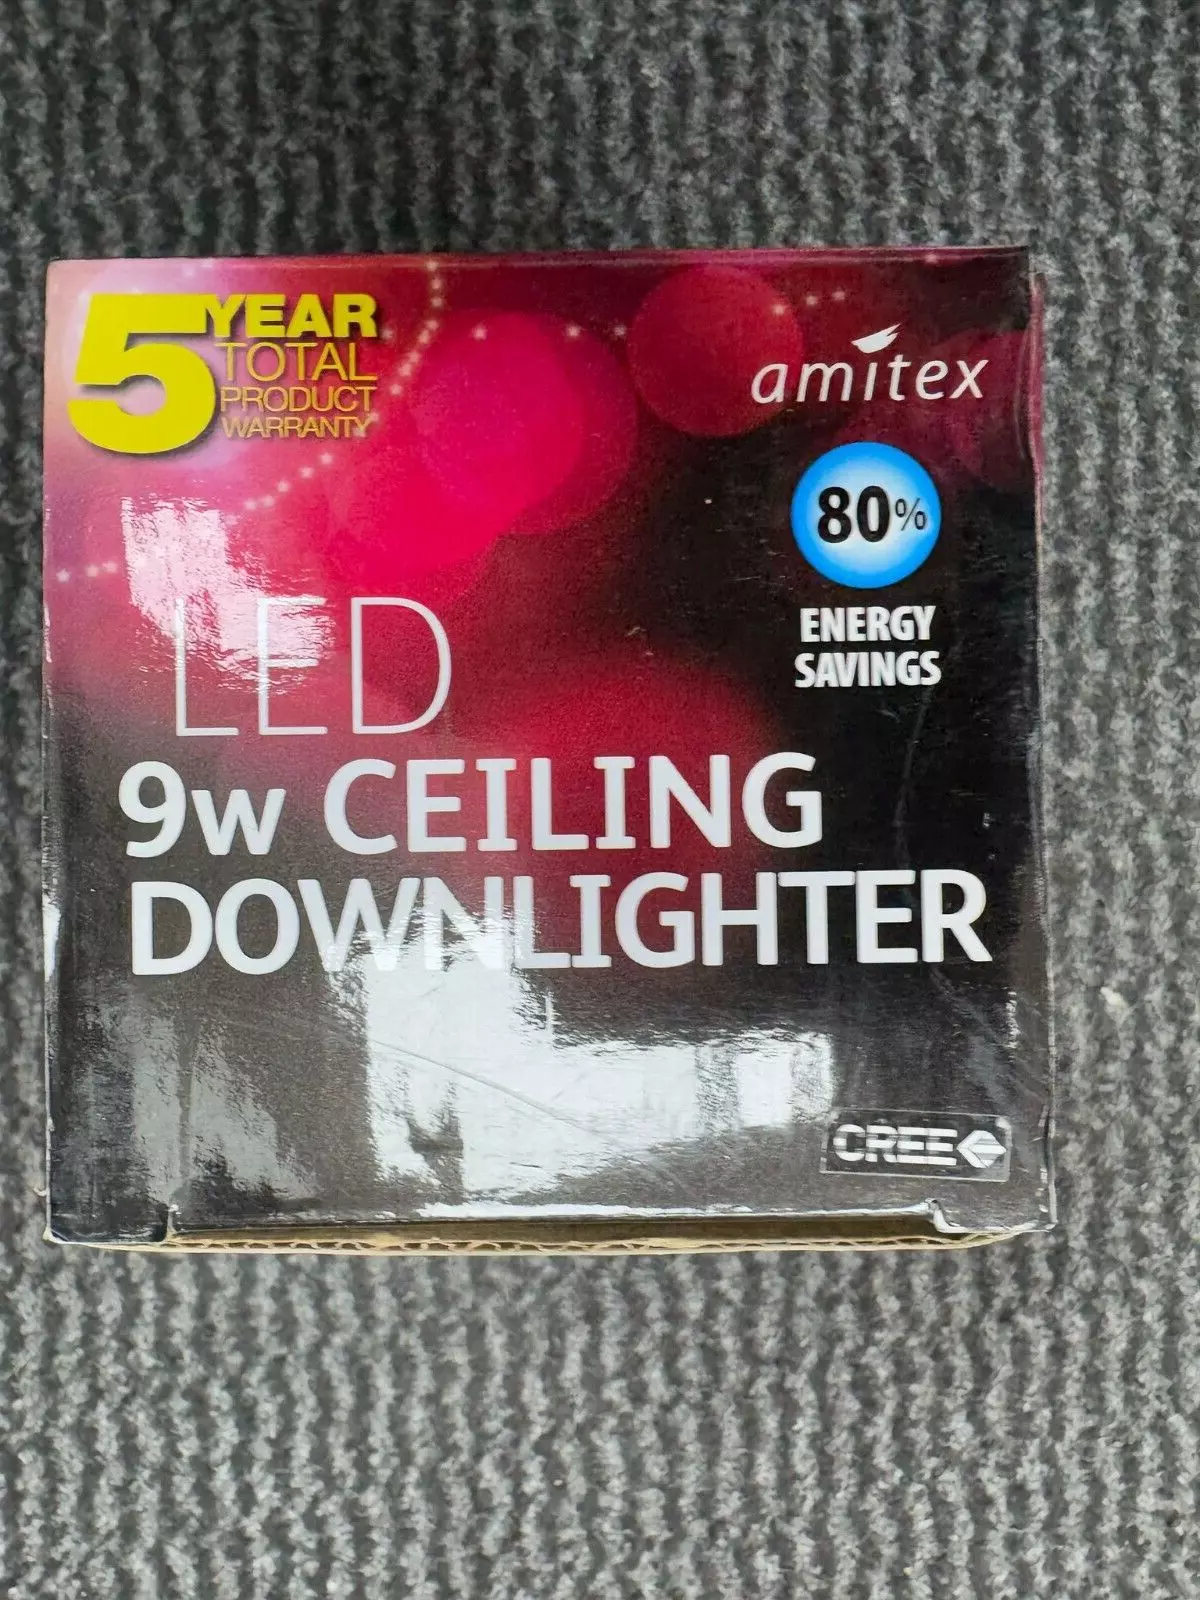 5 YEAR
TOTAL
PRODUCT
WARRANTY
amitex
80%
ENERGY
SAVINGS
LED
9w CEILING
DOWNLIGHTER
CREE